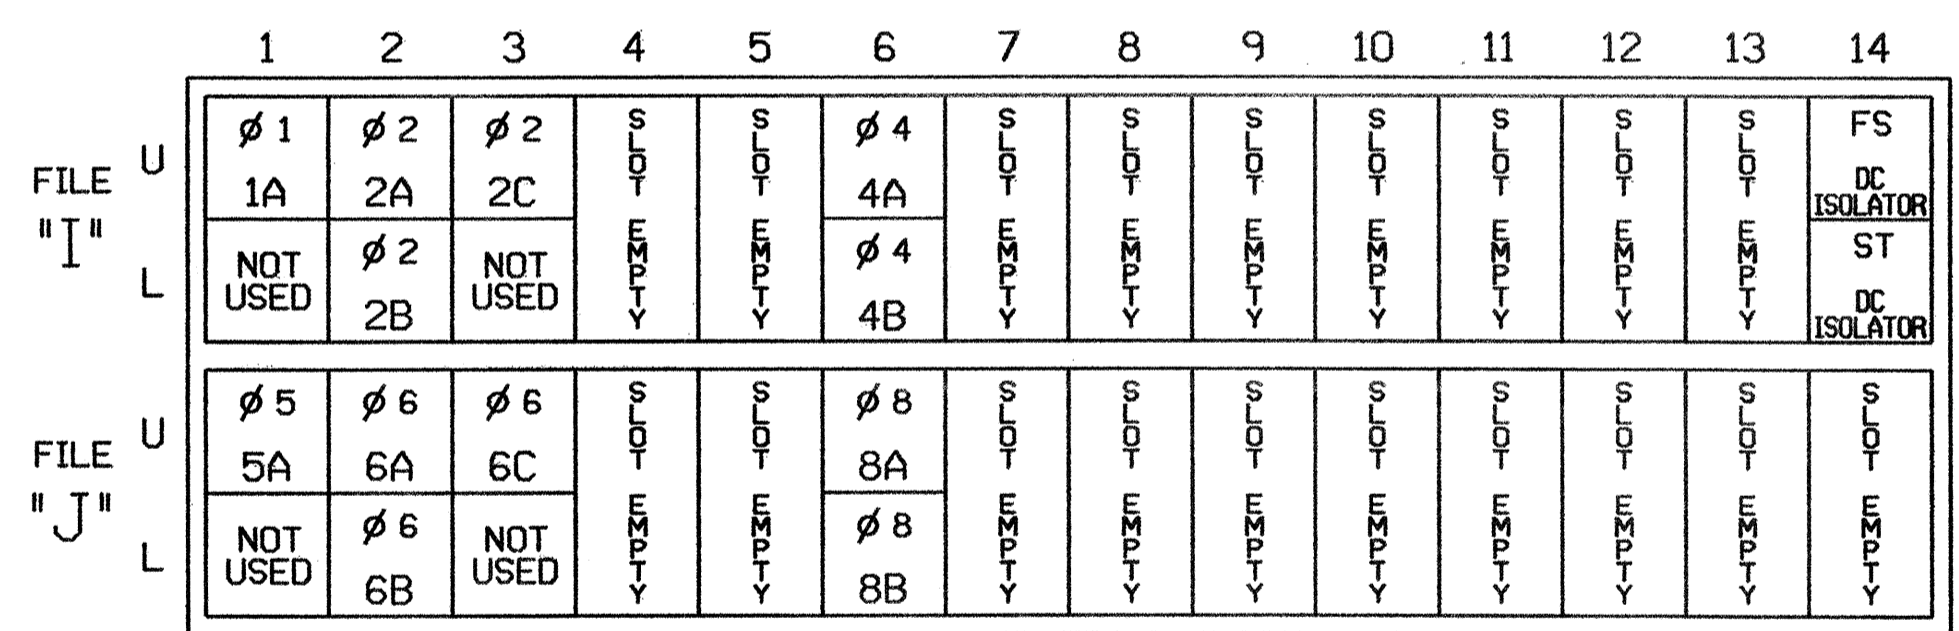 1 2 3 4 5 6 7 8 9 10 11 12 13 14
FILE "I"
U
L
Ø 1 1A
NOT USED
Ø 2 2A
Ø 2 2B
Ø 2 2C
NOT USED
SLOT EMPTY
SLOT EMPTY
Ø 4 4A
Ø 4 4B
SLOT EMPTY
SLOT EMPTY
SLOT EMPTY
SLOT EMPTY
SLOT EMPTY
SLOT EMPTY
SLOT EMPTY
FS DC ISOLATOR
ST DC ISOLATOR
FILE "J"
U
L
Ø 5 5A
NOT USED
Ø 6 6A
Ø 6 6B
Ø 6 6C
NOT USED
SLOT EMPTY
SLOT EMPTY
Ø 8 8A
Ø 8 8B
SLOT EMPTY
SLOT EMPTY
SLOT EMPTY
SLOT EMPTY
SLOT EMPTY
SLOT EMPTY
SLOT EMPTY
SLOT EMPTY